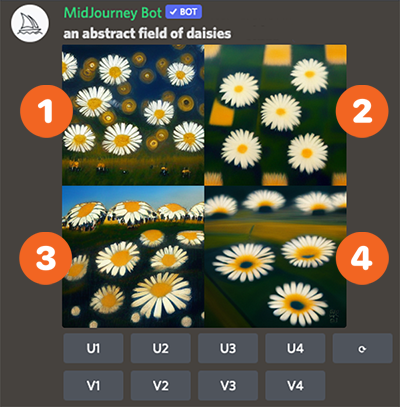 MidJourney Bot ✓ BOT
an abstract field of daisies
1
2
3
4
U1 U2 U3 U4
V1 V2 V3 V4